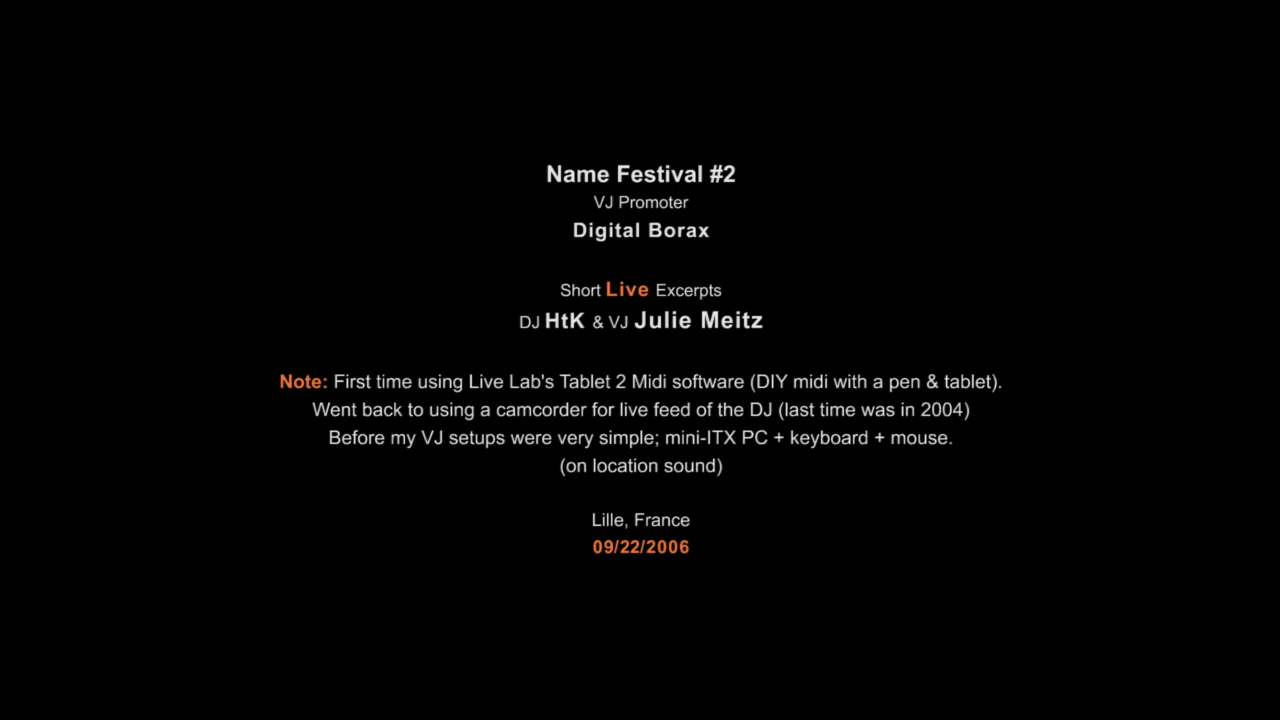 Name Festival #2
VJ Promoter
Digital Borax
Short Live Excerpts
DJ HtK & VJ Julie Meitz
Note: First time using Live Lab's Tablet 2 Midi software (DIY midi with a pen & tablet).
Went back to using a camcorder for live feed of the DJ (last time was in 2004)
Before my VJ setups were very simple; mini-ITX PC + keyboard + mouse.
(on location sound)
Lille, France
09/22/2006